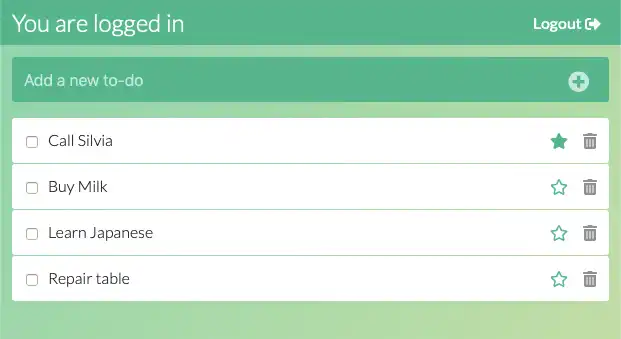 You are logged in
Logout
Add a new to-do
Call Silvia
Buy Milk
Learn Japanese
Repair table